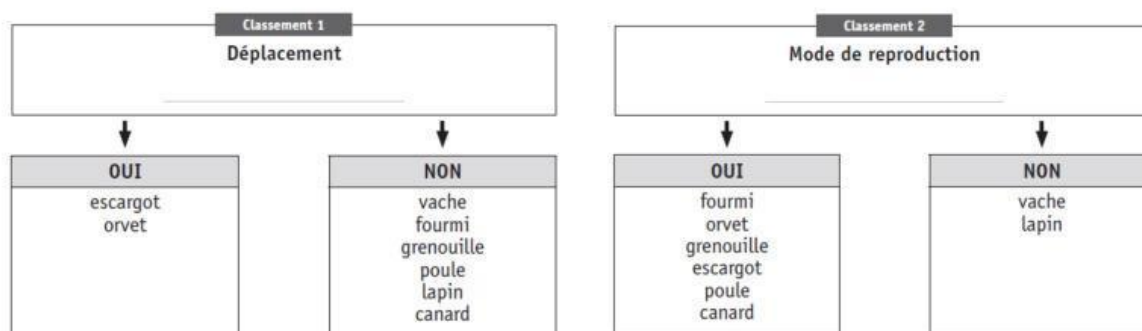 Classement 1
Déplacement
OUI
escargot
orvet
NON
vache
fourmi
grenouille
poule
lapin
canard
Classement 2
Mode de reproduction
OUI
fourmi
orvet
grenouille
escargot
poule
canard
NON
vache
lapin